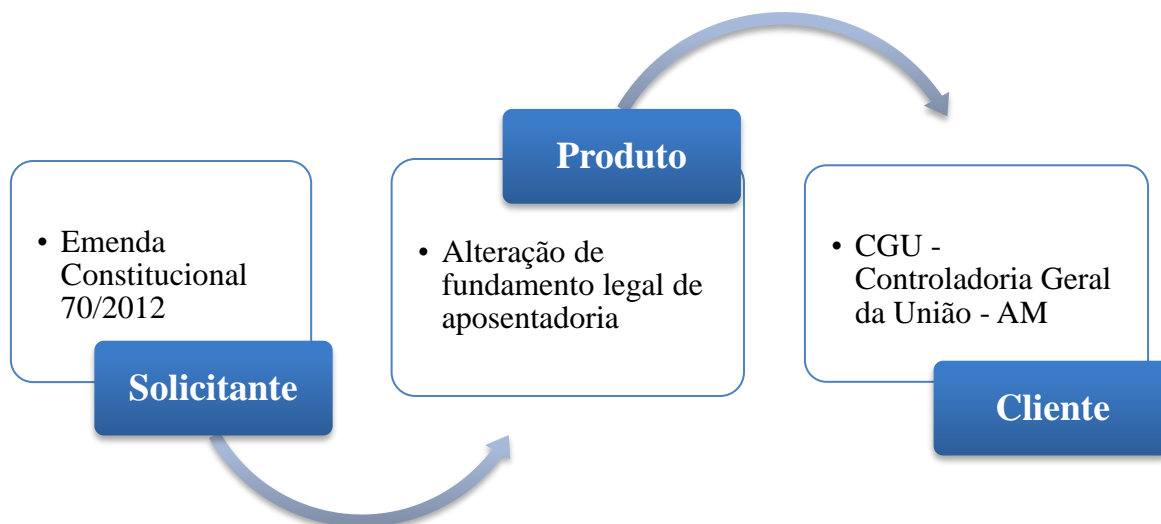 • Emenda
Constitucional
70/2012
Solicitante
Produto
• Alteração de
fundamento legal de
aposentadoria
• CGU -
Controladoria Geral
da União - AM
Cliente